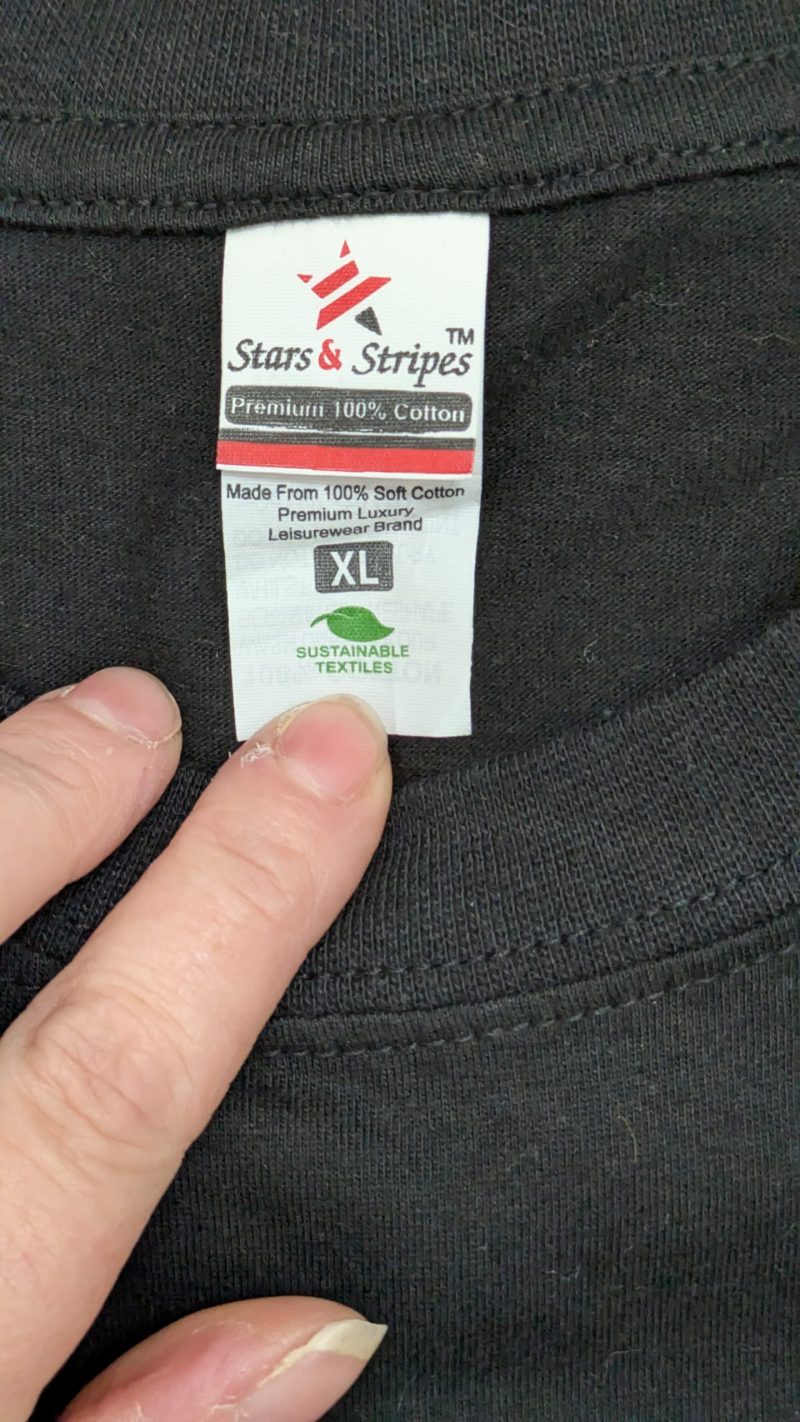 Stars & Stripes™
Premium 100% Cotton
Made From 100% Soft Cotton
Premium Luxury
Leisurewear Brand
XL
SUSTAINABLE
TEXTILES